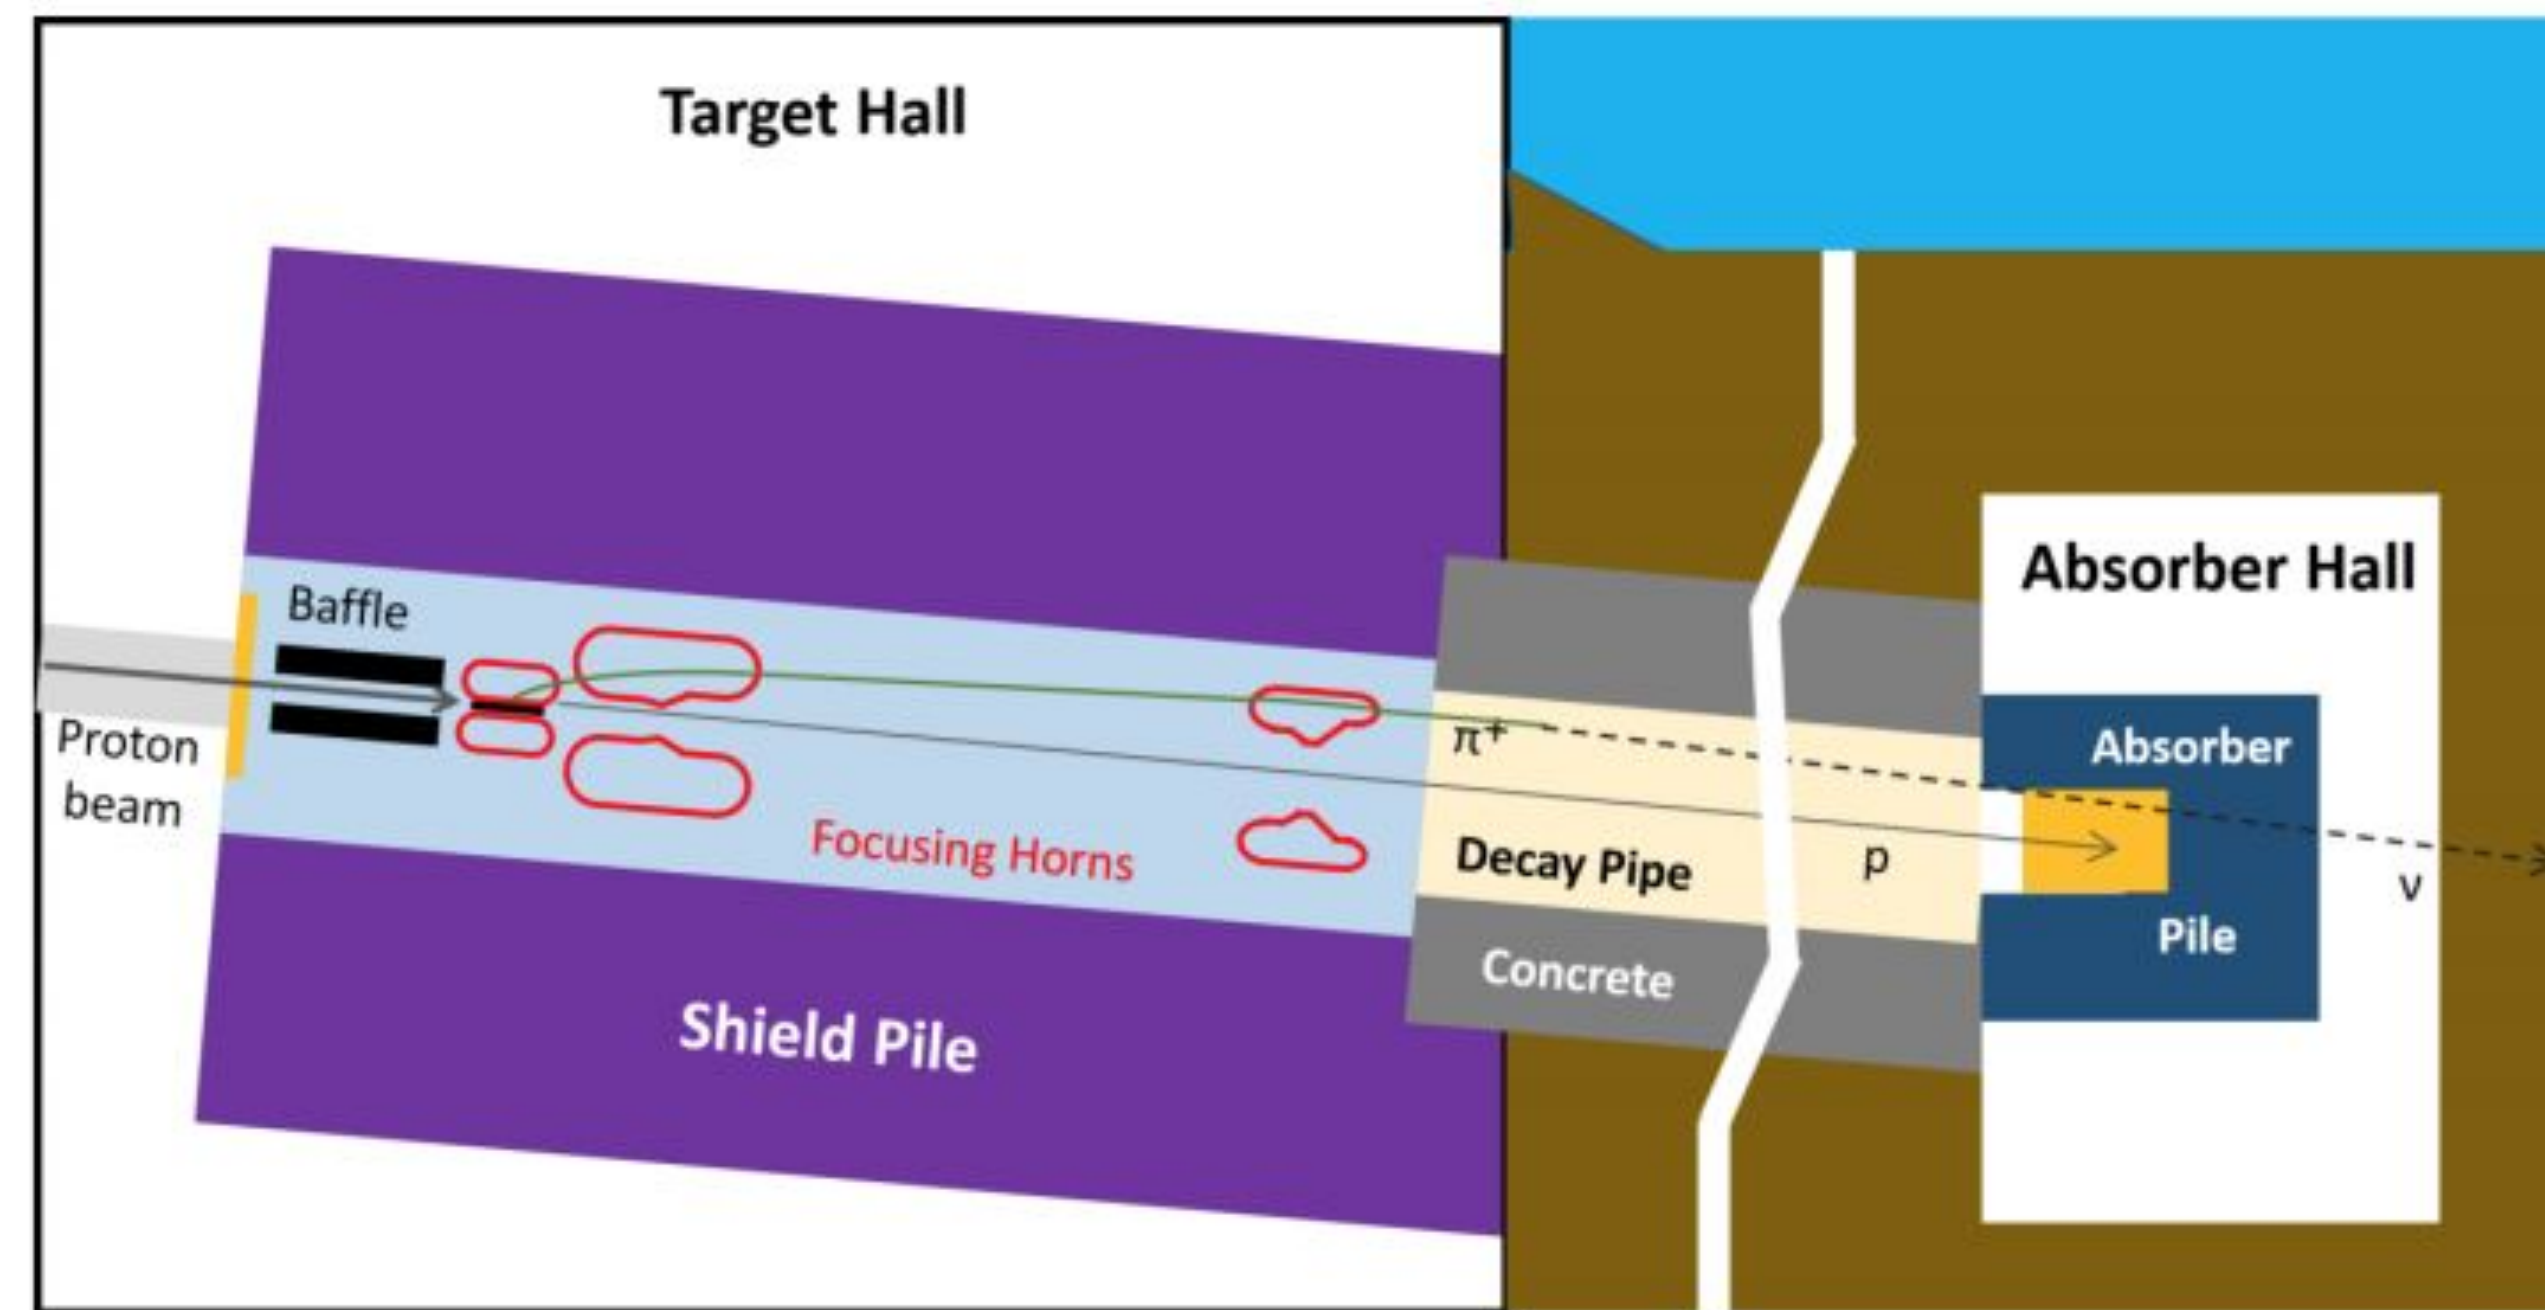 Target Hall
Baffle
Proton
beam
Focusing Horns
Shield Pile
π+
Decay Pipe
p
Concrete
Absorber Hall
Absorber
Pile
ν